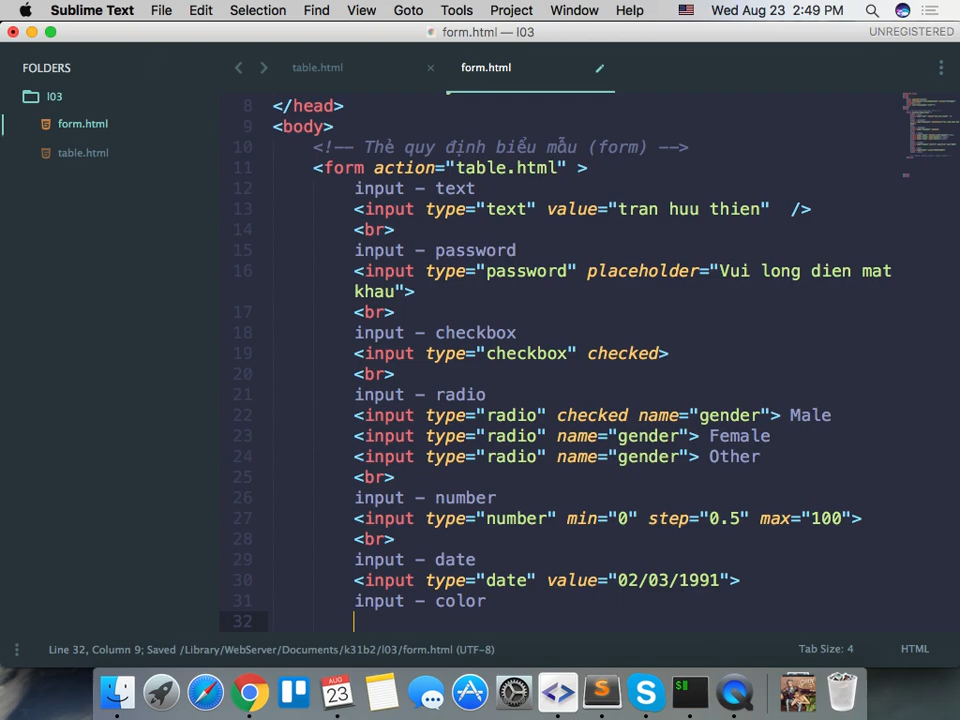 Sublime Text File Edit Selection Find View Goto Tools Project Window Help Wed Aug 23 2:49 PM
form.html — l03 UNREGISTERED
FOLDERS
l03
form.html
table.html
table.html form.html
8 </head>
9 <body>
10 <!-- Thẻ quy định biểu mẫu (form) -->
11 <form action="table.html" >
12 input - text
13 <input type="text" value="tran huu thien"  />
14 <br>
15 input - password
16 <input type="password" placeholder="Vui long dien mat
khau">
17 <br>
18 input - checkbox
19 <input type="checkbox" checked>
20 <br>
21 input - radio
22 <input type="radio" checked name="gender"> Male
23 <input type="radio" name="gender"> Female
24 <input type="radio" name="gender"> Other
25 <br>
26 input - number
27 <input type="number" min="0" step="0.5" max="100">
28 <br>
29 input - date
30 <input type="date" value="02/03/1991">
31 input - color
32
Line 32, Column 9; Saved /Library/WebServer/Documents/k31b2/l03/form.html (UTF-8) Tab Size: 4 HTML
AUG
23